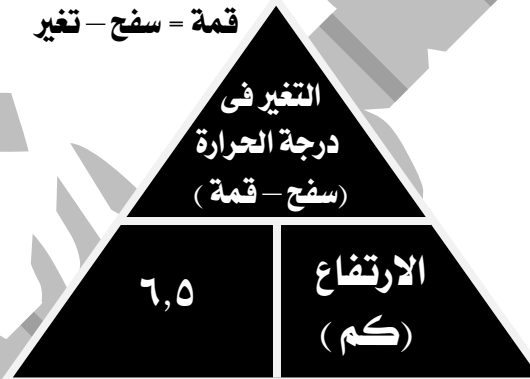 قمة = سفح – تغير
التغير فى
درجة الحرارة
(سفح – قمة)
الارتفاع
(كم)
٦,٥